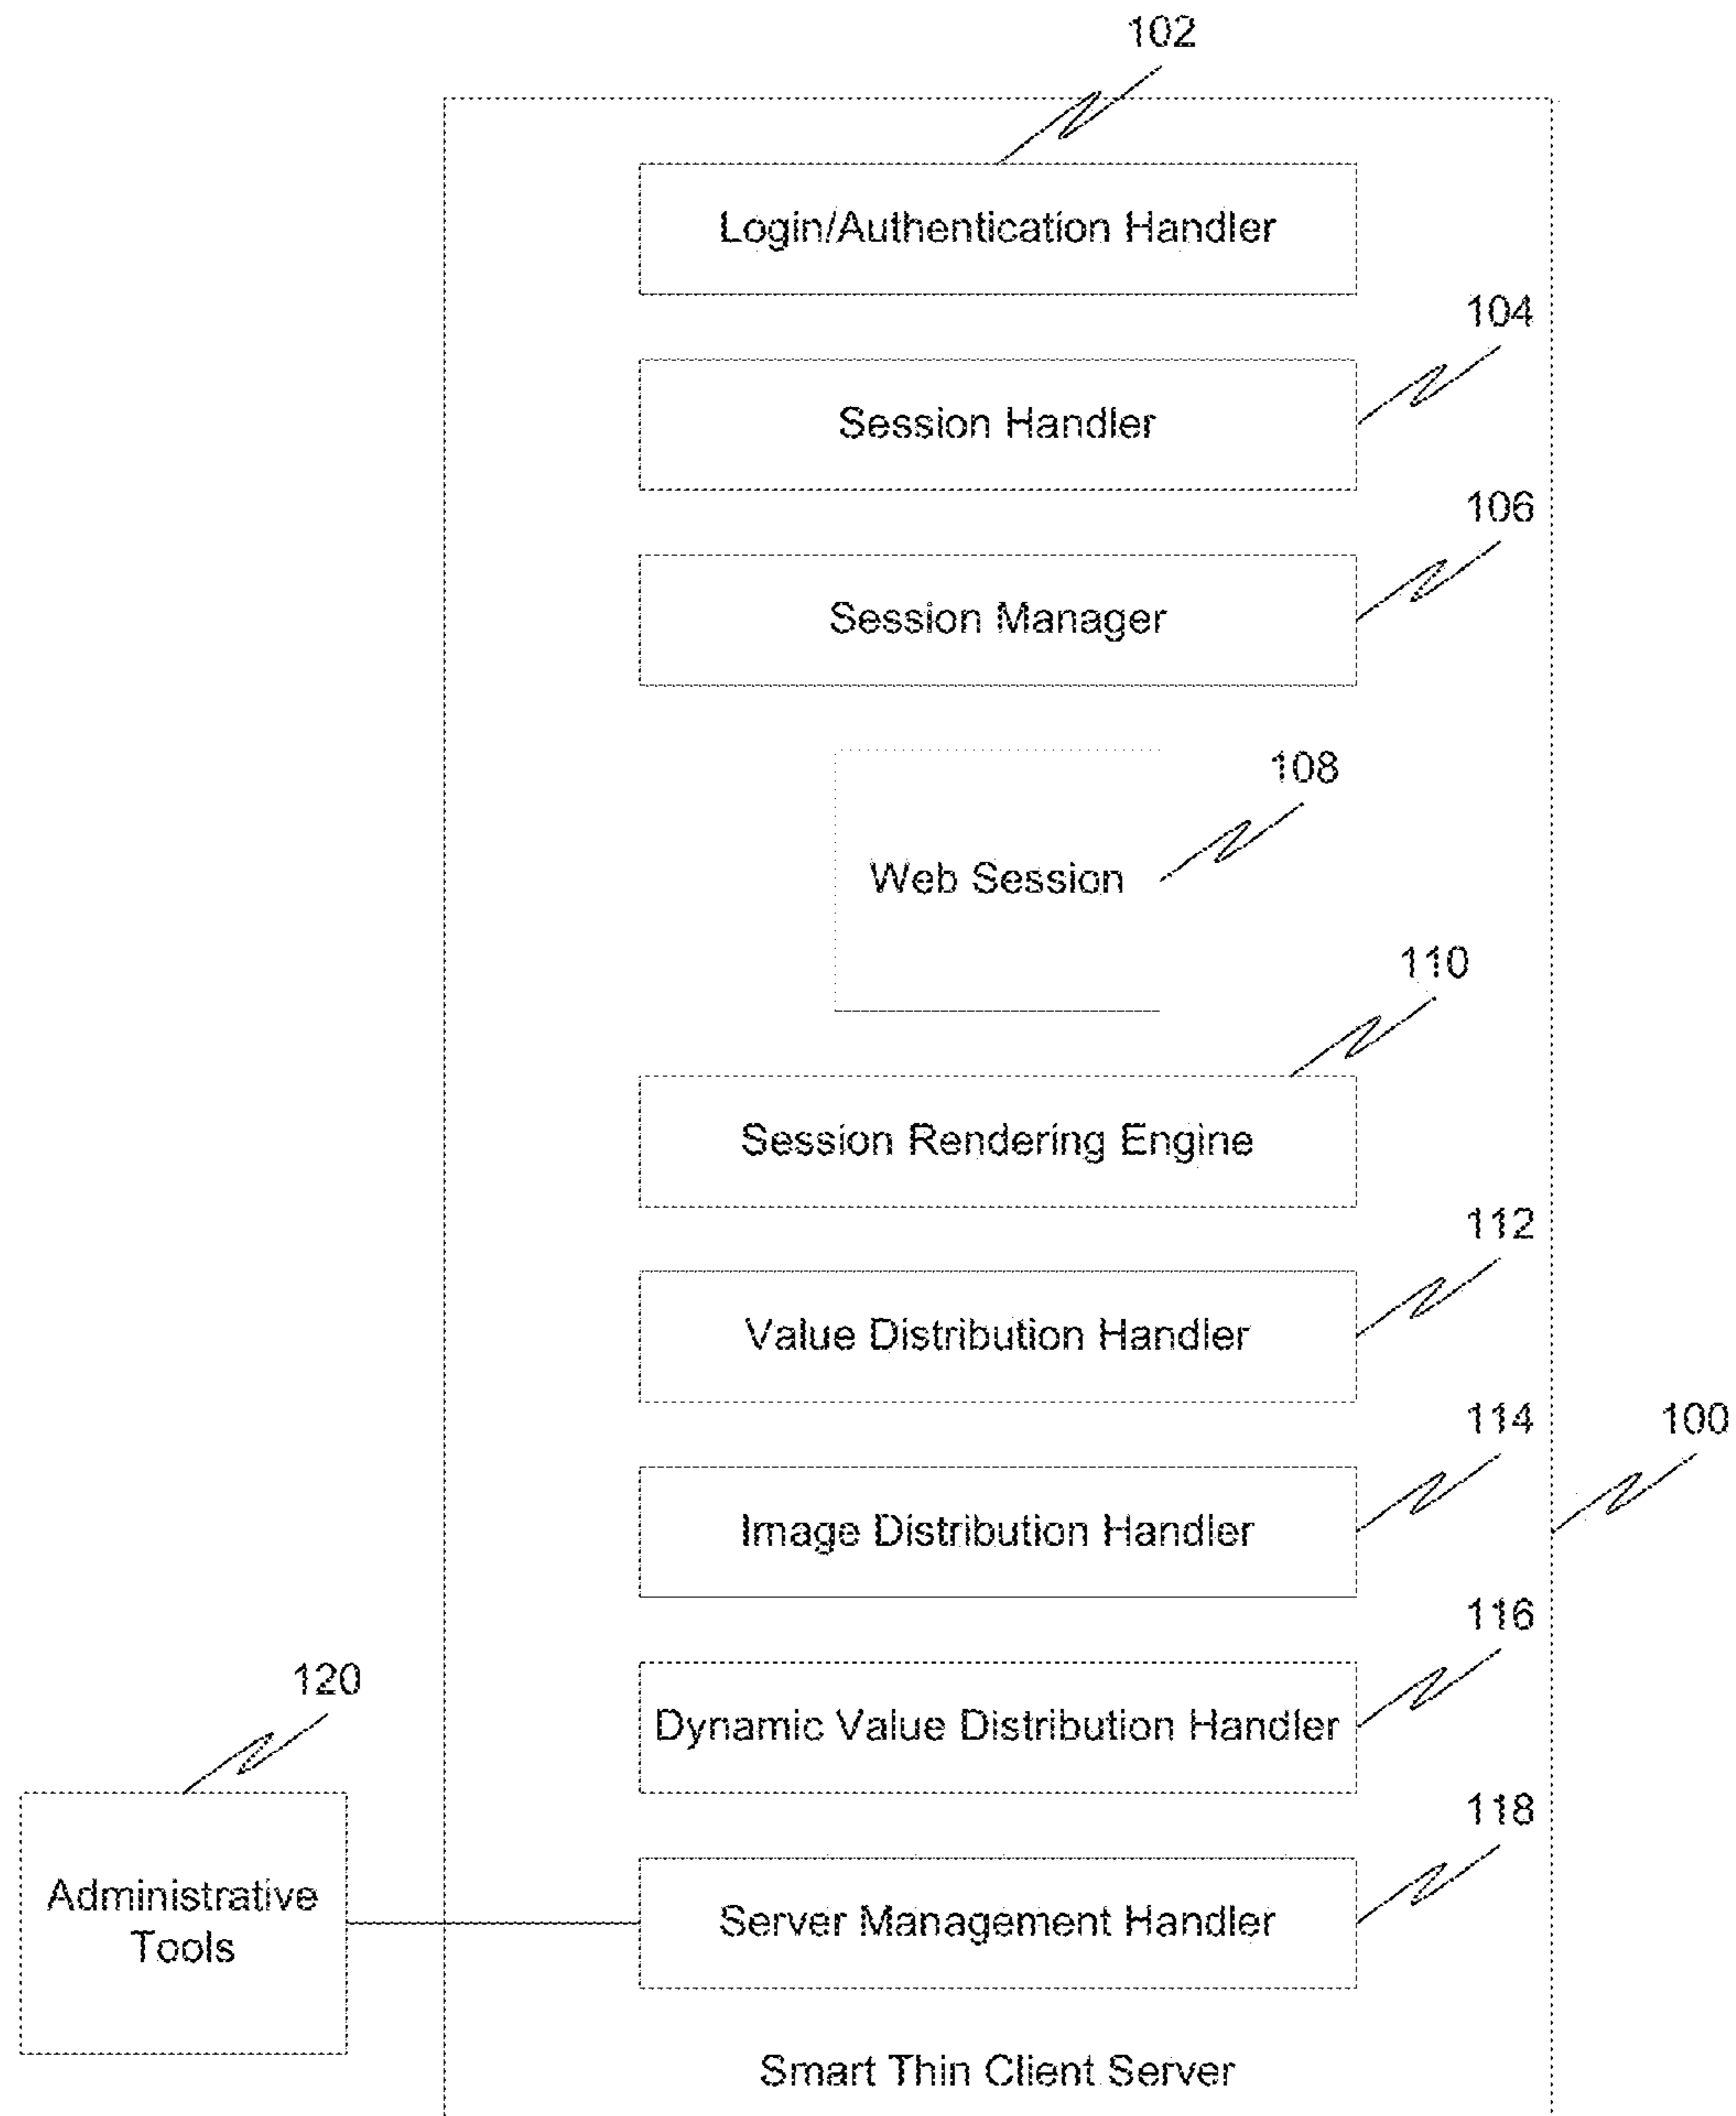 102
Login/Authentication Handler
104
Session Handler
106
Session Manager
108
Web Session
110
Session Rendering Engine
112
Value Distribution Handler
114
100
Image Distribution Handler
116
120
Dynamic Value Distribution Handler
118
Administrative
Tools
Server Management Handler
Smart Thin Client Server